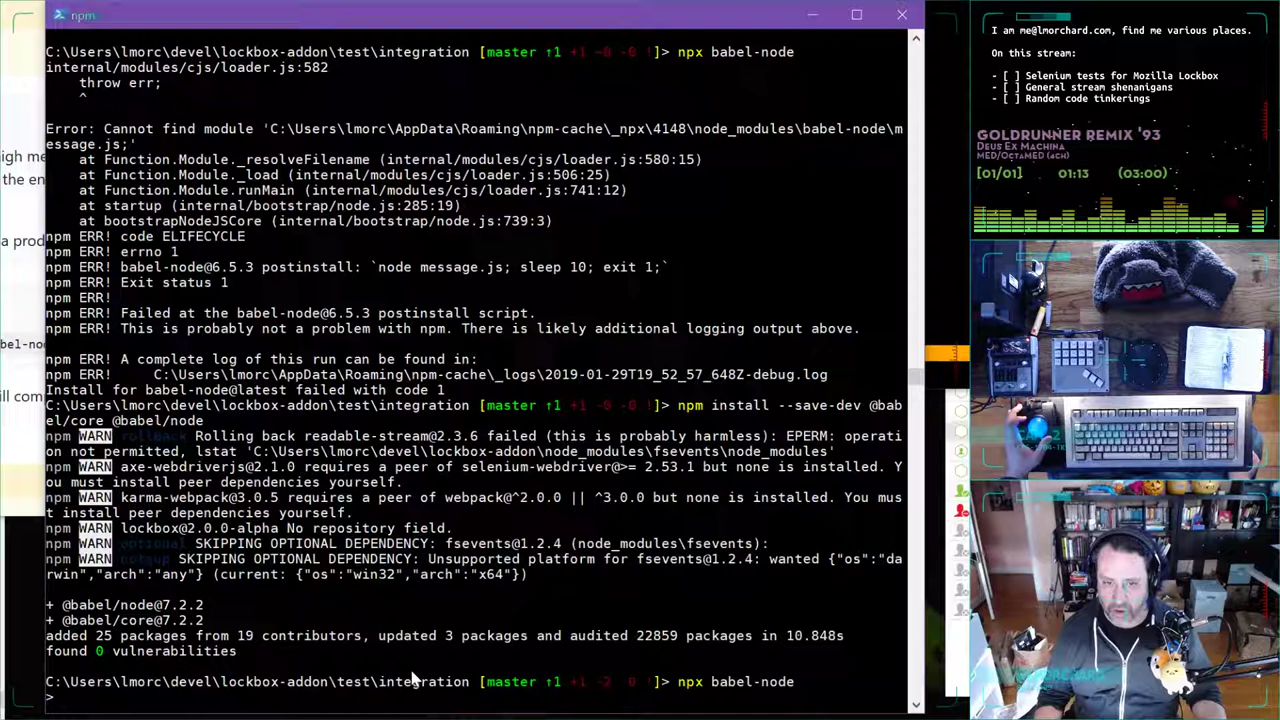 npm
C:\Users\lmorc\devel\lockbox-addon\test\integration [master ↑1 +1 ~0 -0 !]> npx babel-node
internal/modules/cjs/loader.js:582
throw err;
^
Error: Cannot find module 'C:\Users\lmorc\AppData\Roaming\npm-cache\_npx\4148\node_modules\babel-node\m
essage.js;'
at Function.Module._resolveFilename (internal/modules/cjs/loader.js:580:15)
at Function.Module._load (internal/modules/cjs/loader.js:506:25)
at Function.Module.runMain (internal/modules/cjs/loader.js:741:12)
at startup (internal/bootstrap/node.js:285:19)
at bootstrapNodeJSCore (internal/bootstrap/node.js:739:3)
npm ERR! code ELIFECYCLE
npm ERR! errno 1
npm ERR! babel-node@6.5.3 postinstall: `node message.js; sleep 10; exit 1;`
npm ERR! Exit status 1
npm ERR!
npm ERR! Failed at the babel-node@6.5.3 postinstall script.
npm ERR! This is probably not a problem with npm. There is likely additional logging output above.
npm ERR! A complete log of this run can be found in:
npm ERR!     C:\Users\lmorc\AppData\Roaming\npm-cache\_logs\2019-01-29T19_52_57_648Z-debug.log
Install for babel-node@latest failed with code 1
C:\Users\lmorc\devel\lockbox-addon\test\integration [master ↑1 +1 ~0 -0 !]> npm install --save-dev @bab
el/core @babel/node
npm WARN rollback Rolling back readable-stream@2.3.6 failed (this is probably harmless): EPERM: operati
on not permitted, lstat 'C:\Users\lmorc\devel\lockbox-addon\node_modules\fsevents\node_modules'
npm WARN axe-webdriverjs@2.1.0 requires a peer of selenium-webdriver@>= 2.53.1 but none is installed. Y
ou must install peer dependencies yourself.
npm WARN karma-webpack@3.0.5 requires a peer of webpack@^2.0.0 || ^3.0.0 but none is installed. You mus
t install peer dependencies yourself.
npm WARN lockbox@2.0.0-alpha No repository field.
npm WARN optional SKIPPING OPTIONAL DEPENDENCY: fsevents@1.2.4 (node_modules\fsevents):
npm WARN notsup SKIPPING OPTIONAL DEPENDENCY: Unsupported platform for fsevents@1.2.4: wanted {"os":"da
rwin","arch":"any"} (current: {"os":"win32","arch":"x64"})
+ @babel/node@7.2.2
+ @babel/core@7.2.2
added 25 packages from 19 contributors, updated 3 packages and audited 22859 packages in 10.848s
found 0 vulnerabilities
C:\Users\lmorc\devel\lockbox-addon\test\integration [master ↑1 +1 ~2 -0 !]> npx babel-node
>
I am me@lmorchard.com, find me various places.
On this stream:
- [ ] Selenium tests for Mozilla Lockbox
- [ ] General stream shenanigans
- [ ] Random code tinkerings
GOLDRUNNER REMIX '93
DEUS EX MACHINA
MED/OCTAMED (4CH)
[01/01] 01:13 (03:00)